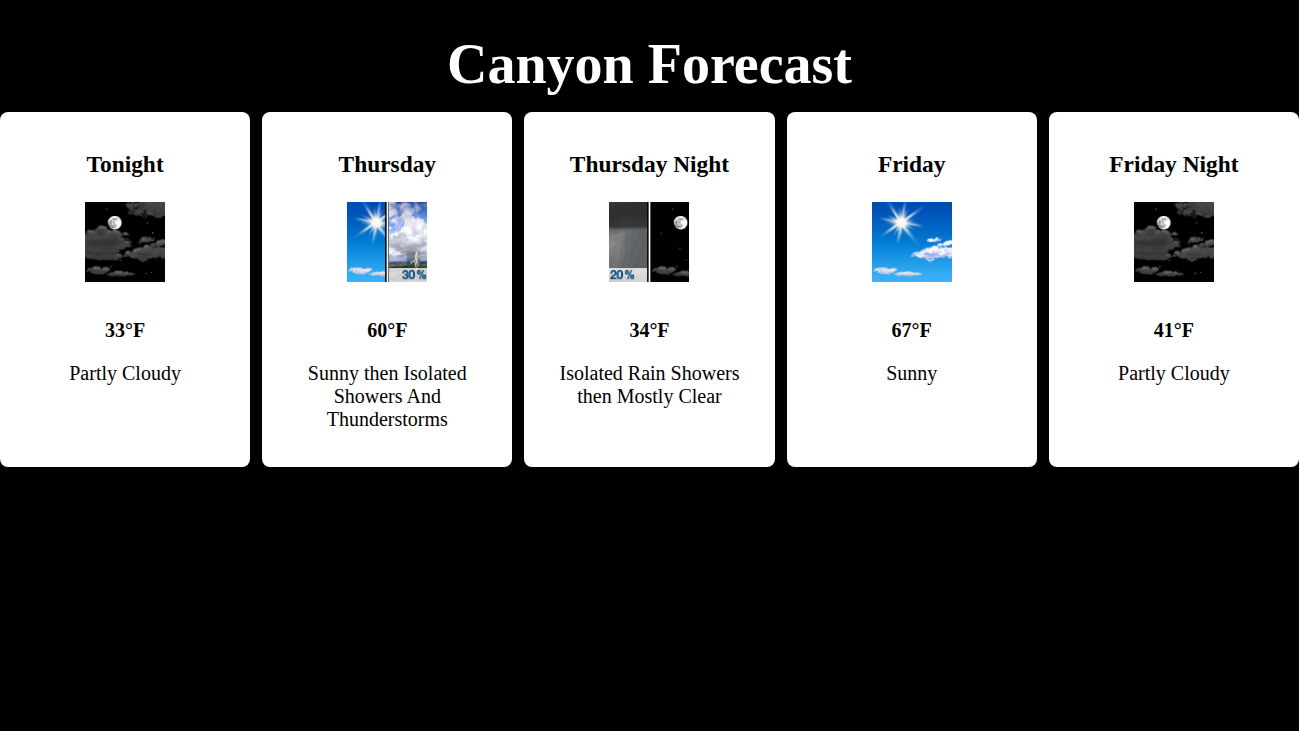 Canyon Forecast
Tonight
33°F
Partly Cloudy
Thursday
30%
60°F
Sunny then Isolated
Showers And
Thunderstorms
Thursday Night
20%
34°F
Isolated Rain Showers
then Mostly Clear
Friday
67°F
Sunny
Friday Night
41°F
Partly Cloudy